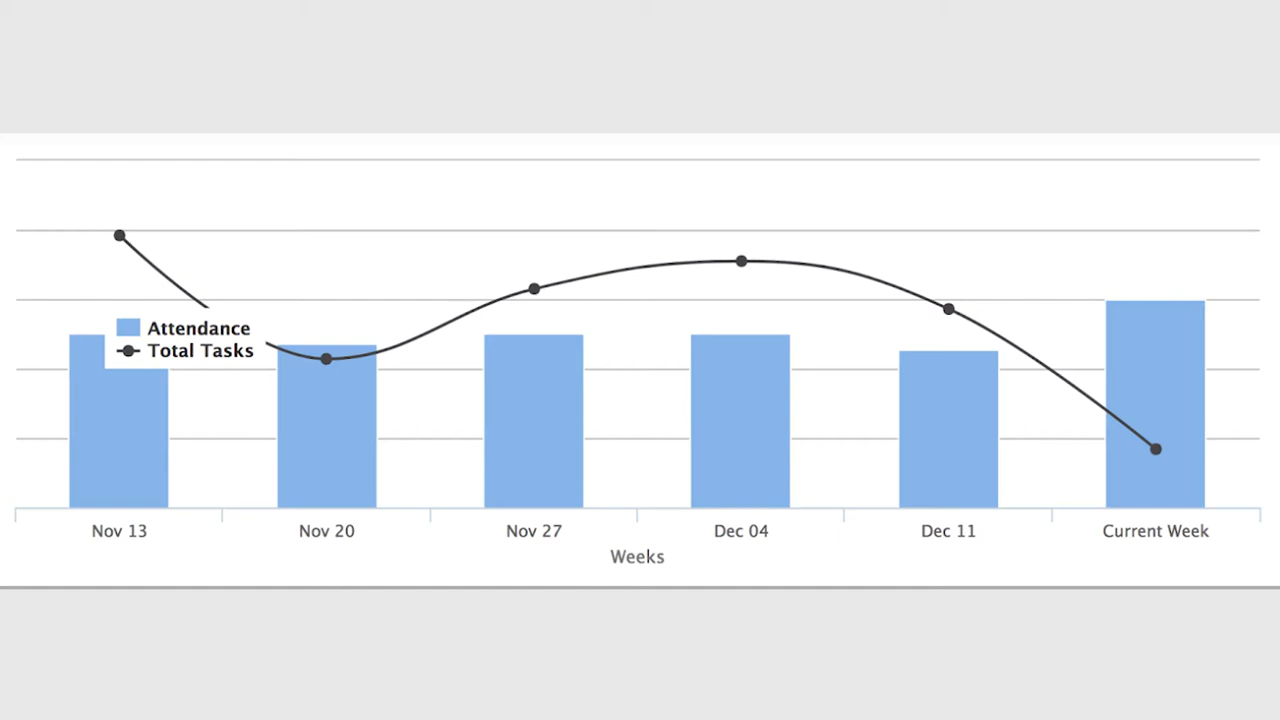 Attendance
Total Tasks
Nov 13
Nov 20
Nov 27
Dec 04
Dec 11
Current Week
Weeks